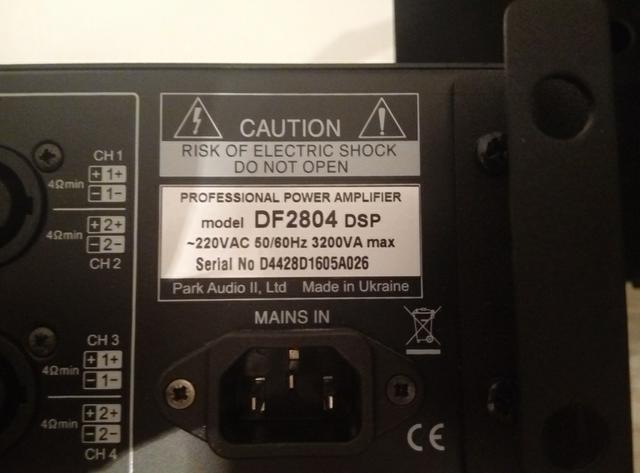 CAUTION
RISK OF ELECTRIC SHOCK
DO NOT OPEN
PROFESSIONAL POWER AMPLIFIER
model DF2804 DSP
~220VAC 50/60Hz 3200VA max
Serial No D4428D1605A026
Park Audio II, Ltd Made in Ukraine
MAINS IN
CE
CH 1
4Ωmin + 1+
− 1−
4Ωmin + 2+
− 2−
CH 2
CH 3
4Ωmin + 1+
− 1−
4Ωmin + 2+
− 2−
CH 4